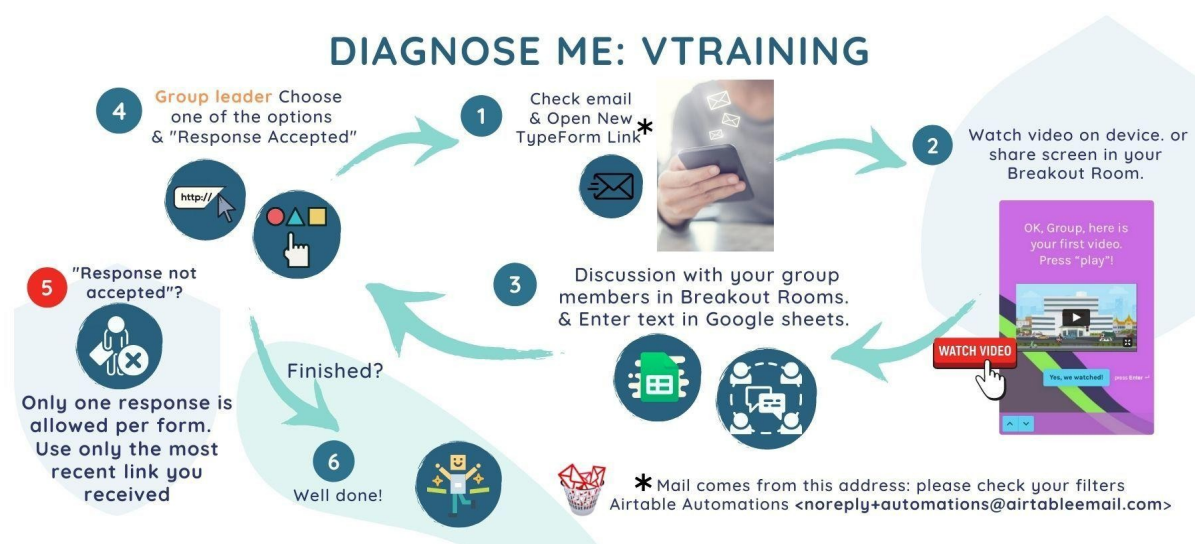 DIAGNOSE ME: VTRAINING
4
Group leader Choose
one of the options
& "Response Accepted"
http://
1
Check email
& Open New
TypeForm Link*
2
Watch video on device. or
share screen in your
Breakout Room.
OK, Group, here is
your first video.
Press "play"!
WATCH VIDEO
Yes, we watched!
press Enter ↵
3
Discussion with your group
members in Breakout Rooms.
& Enter text in Google sheets.
5
"Response not
accepted"?
Only one response is
allowed per form.
Use only the most
recent link you
received
Finished?
6
Well done!
* Mail comes from this address: please check your filters
Airtable Automations <noreply+automations@airtableemail.com>